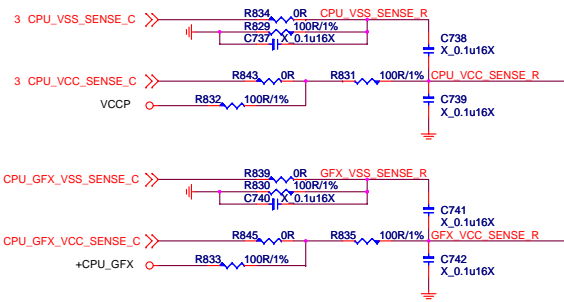 R834 0R CPU_VSS_SENSE_R
3 CPU_VSS_SENSE_C
R829 100R/1%
C737 X_0.1u16X
C738
X_0.1u16X
3 CPU_VCC_SENSE_C R843 0R R831 100R/1% CPU_VCC_SENSE_R
VCCP R832 100R/1%
C739
X_0.1u16X
R839 0R GFX_VSS_SENSE_R
CPU_GFX_VSS_SENSE_C
R830 100R/1%
C740 X_0.1u16X
C741
X_0.1u16X
CPU_GFX_VCC_SENSE_C R845 0R R835 100R/1% GFX_VCC_SENSE_R
+CPU_GFX R833 100R/1%
C742
X_0.1u16X